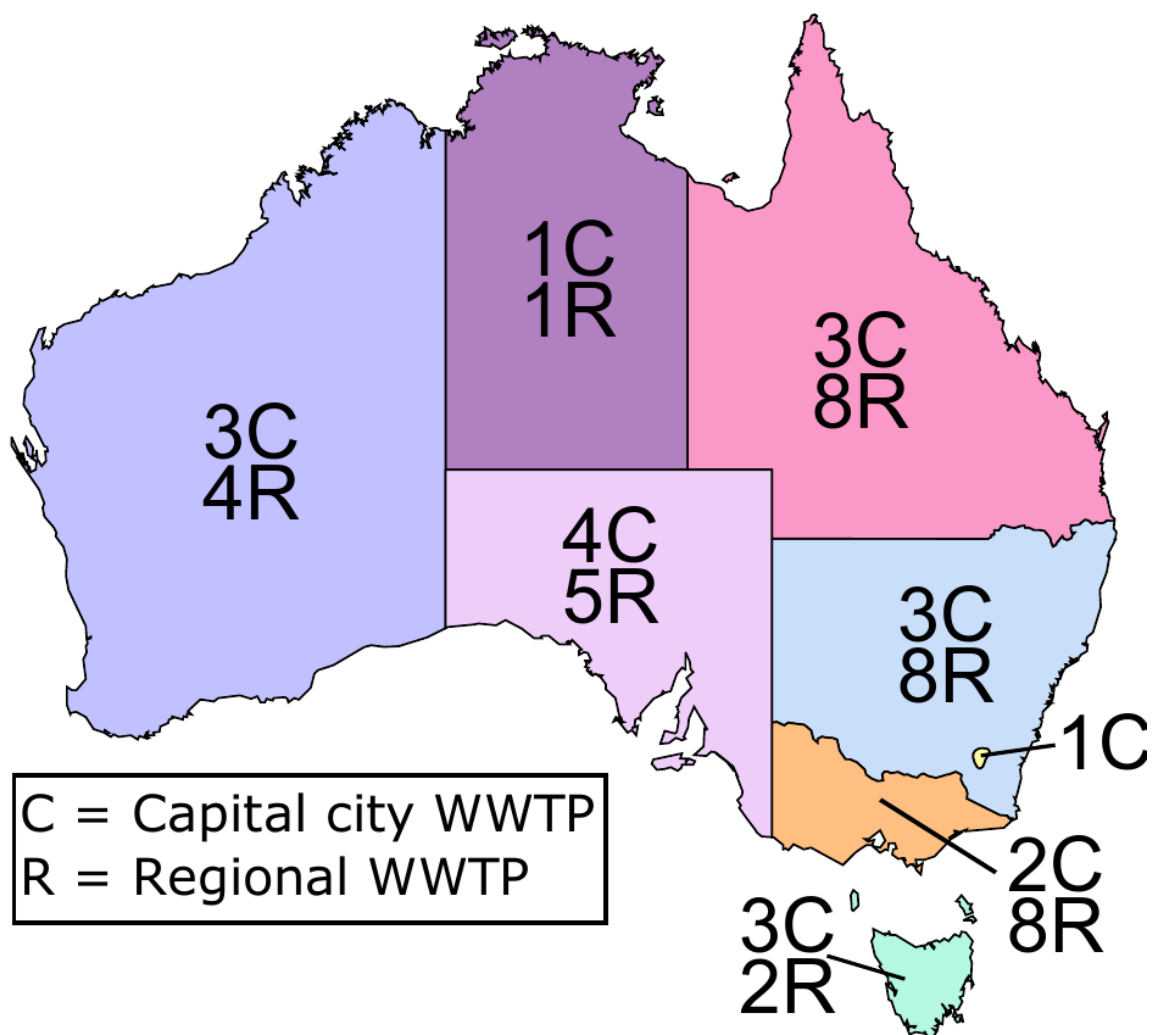 1C
1R
3C
8R
3C
4R
4C
5R
3C
8R
1C
C = Capital city WWTP
R = Regional WWTP
2C
8R
3C
2R